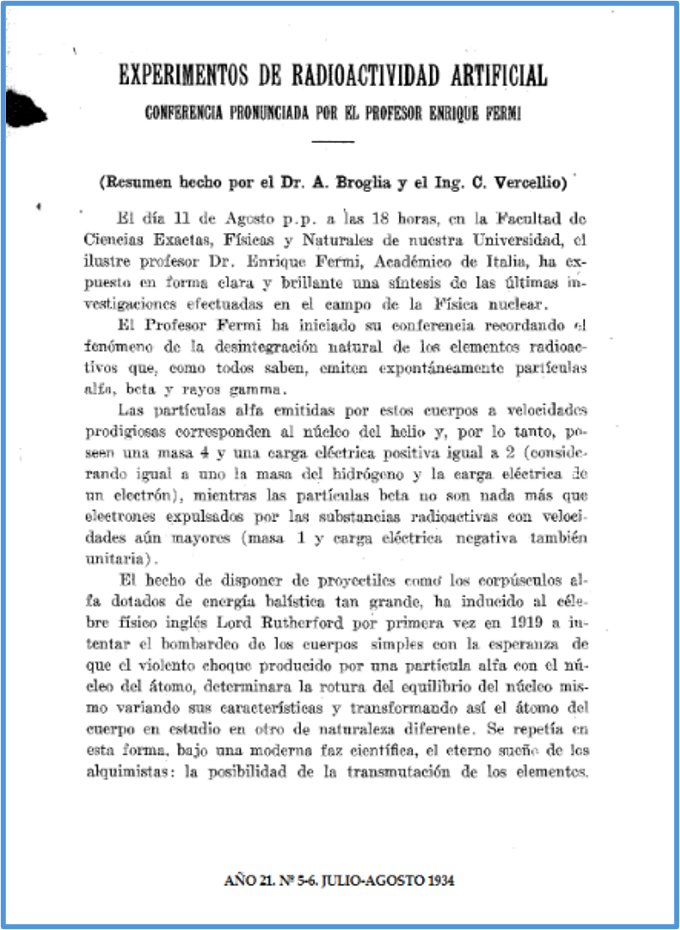 EXPERIMENTOS DE RADIOACTIVIDAD ARTIFICIAL
CONFERENCIA PRONUNCIADA POR EL PROFESOR ENRIQUE FERMI
(Resumen hecho por el Dr. A. Broglia y el Ing. C. Vercellio)
El día 11 de Agosto p.p. a las 18 horas, en la Facultad de
Ciencias Exactas, Físicas y Naturales de nuestra Universidad, el
ilustre profesor Dr. Enrique Fermi, Académico de Italia, ha ex-
puesto en forma clara y brillante una síntesis de las últimas in-
vestigaciones efectuadas en el campo de la Física nuclear.
El Profesor Fermi ha iniciado su conferencia recordando el
fenómeno de la desintegración natural de los elementos radioac-
tivos que, como todos saben, emiten expontáneamente partículas
alfa, beta y rayos gamma.
Las partículas alfa emitidas por estos cuerpos a velocidades
prodigiosas corresponden al núcleo del helio y, por lo tanto, po-
seen una masa 4 y una carga eléctrica positiva igual a 2 (conside-
rando igual a uno la masa del hidrógeno y la carga eléctrica de
un electrón), mientras las partículas beta no son nada más que
electrones expulsados por las substancias radioactivas con veloci-
dades aún mayores (masa 1 y carga eléctrica negativa también
unitaria).
El hecho de disponer de proyectiles como los corpúsculos al-
fa dotados de energía balística tan grande, ha inducido al céle-
bre físico inglés Lord Rutherford por primera vez en 1919 a in-
tentar el bombardeo de los cuerpos simples con la esperanza de
que el violento choque producido por una partícula alfa con el nú-
cleo del átomo, determinara la rotura del equilibrio del núcleo mis-
mo variando sus características y transformando así el átomo del
cuerpo en estudio en otro de naturaleza diferente. Se repetía en
esta forma, bajo una moderna faz científica, el eterno sueño de los
alquimistas: la posibilidad de la transmutación de los elementos.
AÑO 21. Nº 5-6. JULIO-AGOSTO 1934